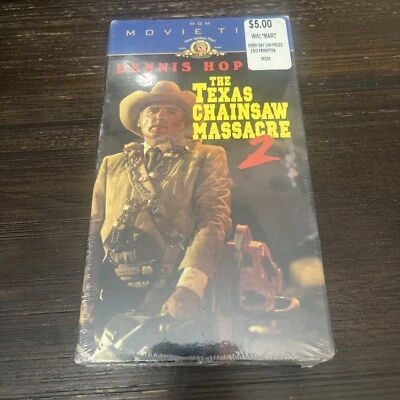 MGM
MOVIE TI
$5.00
WAL*MART
EVERY DAY LOW PRICES
DENNIS HOP
THE
TEXAS
CHAINSAW
MASSACRE
2